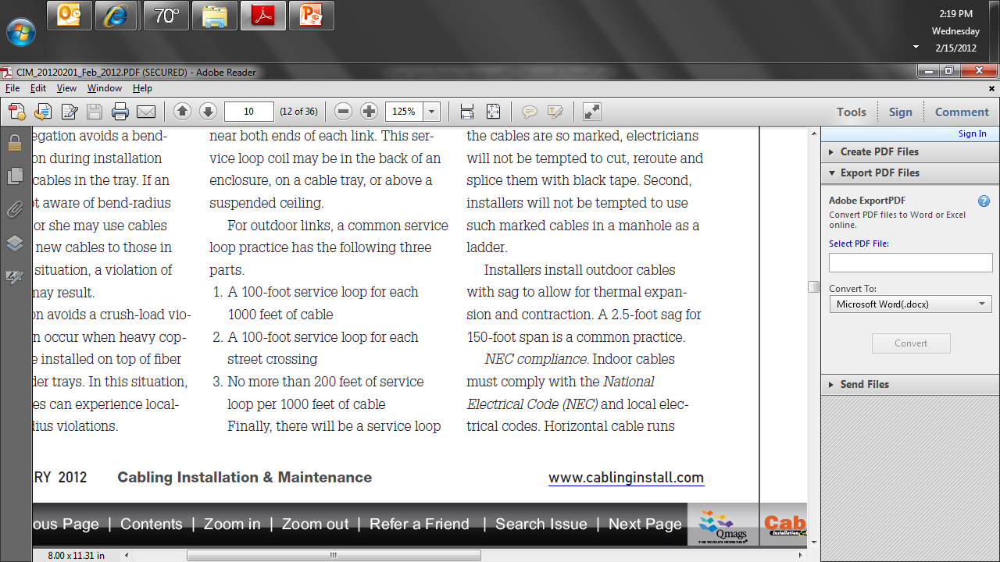 70°
2:19 PM
Wednesday
2/15/2012
CIM_20120201_Feb_2012.PDF (SECURED) - Adobe Reader
File Edit View Window Help
10 (12 of 36) 125% Tools Sign Comment
egation avoids a bend-
on during installation
cables in the tray. If an
t aware of bend-radius
or she may use cables
new cables to those in
situation, a violation of
may result.
on avoids a crush-load vio-
n occur when heavy cop-
e installed on top of fiber
der trays. In this situation,
es can experience local-
dius violations.
near both ends of each link. This ser-
vice loop coil may be in the back of an
enclosure, on a cable tray, or above a
suspended ceiling.
For outdoor links, a common service
loop practice has the following three
parts.
1. A 100-foot service loop for each
1000 feet of cable
2. A 100-foot service loop for each
street crossing
3. No more than 200 feet of service
loop per 1000 feet of cable
Finally, there will be a service loop
the cables are so marked, electricians
will not be tempted to cut, reroute and
splice them with black tape. Second,
installers will not be tempted to use
such marked cables in a manhole as a
ladder.
Installers install outdoor cables
with sag to allow for thermal expan-
sion and contraction. A 2.5-foot sag for
150-foot span is a common practice.
NEC compliance. Indoor cables
must comply with the National
Electrical Code (NEC) and local elec-
trical codes. Horizontal cable runs
RY 2012 Cabling Installation & Maintenance www.cablinginstall.com
ous Page | Contents | Zoom in | Zoom out | Refer a Friend | Search Issue | Next Page
Qmags
THE WORLD'S NEWSSTAND®
Cab
Installation &
Sign In
Create PDF Files
Export PDF Files
Adobe ExportPDF
Convert PDF files to Word or Excel
online.
Select PDF File:
Convert To:
Microsoft Word(.docx)
Convert
Send Files
8.00 x 11.31 in